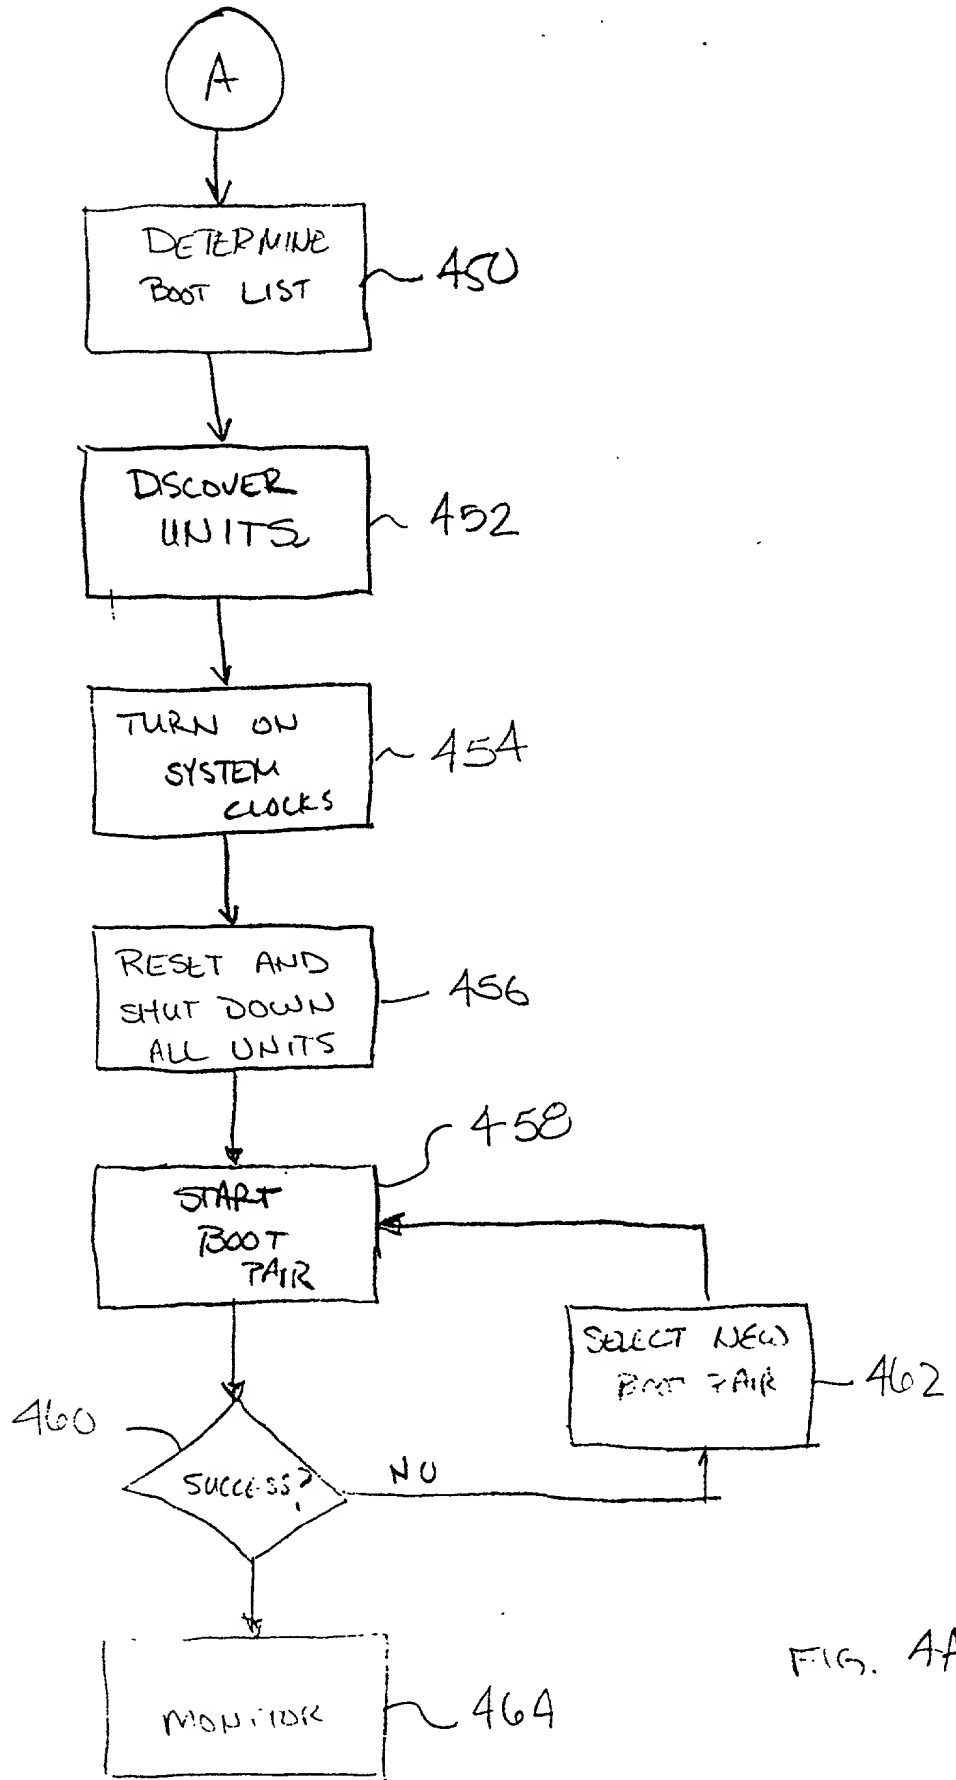 A
DETERMINE
BOOT LIST
450
DISCOVER
UNITS
452
TURN ON
SYSTEM
CLOCKS
454
RESET AND
SHUT DOWN
ALL UNITS
456
458
START
BOOT
PAIR
SELECT NEW
BOOT PAIR
462
460
SUCCESS?
NO
MONITOR
464
FIG. 4A